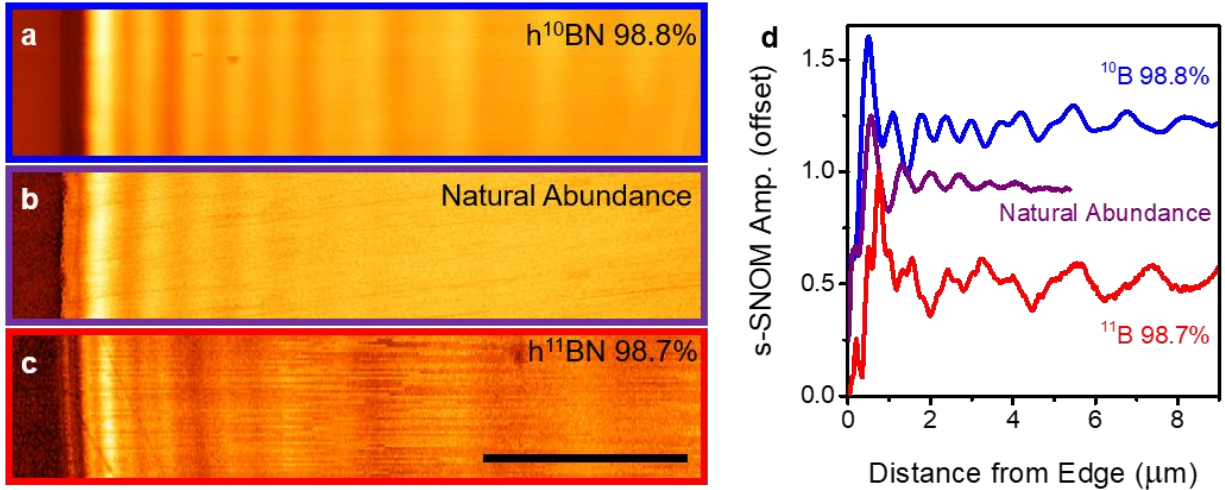 a
h¹⁰BN 98.8%
b
Natural Abundance
c
h¹¹BN 98.7%
d
s-SNOM Amp. (offset)
1.5
1.0
0.5
0.0
¹⁰B 98.8%
Natural Abundance
¹¹B 98.7%
0 2 4 6 8
Distance from Edge (μm)